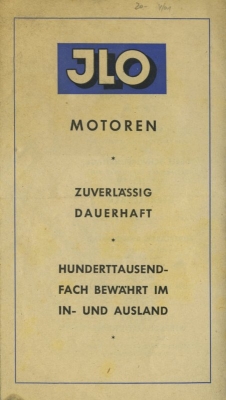 JLO
MOTOREN
ZUVERLÄSSIG
DAUERHAFT
HUNDERTTAUSEND-
FACH BEWÄHRT IM
IN- UND AUSLAND